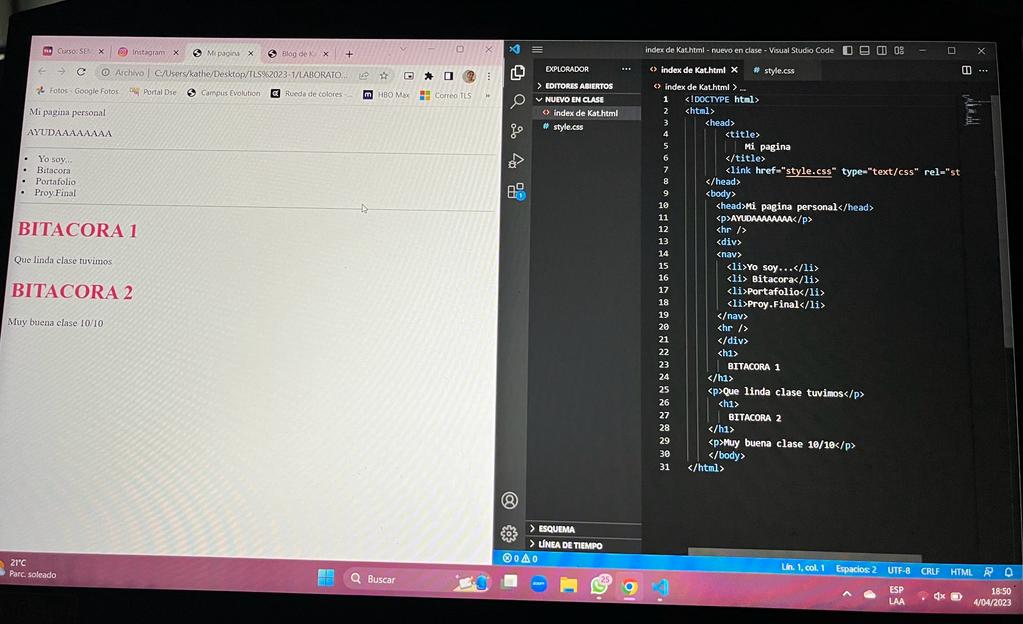 Curso: SEM
Instagram
Mi pagina
Blog de Ka
Archivo | C:/Users/kathe/Desktop/TLS%2023-1/LABORATO...
Fotos - Google Fotos
Portal Dse
Campus Evolution
Rueda de colores -...
HBO Max
Correo TLS
»
Mi pagina personal
AYUDAAAAAAAA
• Yo soy...
• Bitacora
• Portafolio
• Proy.Final
BITACORA 1
Que linda clase tuvimos
BITACORA 2
Muy buena clase 10/10
index de Kat.html - nuevo en clase - Visual Studio Code
EXPLORADOR
EDITORES ABIERTOS
NUEVO EN CLASE
<> index de Kat.html
# style.css
1
ESQUEMA
LÍNEA DE TIEMPO
<> index de Kat.html
# style.css
<> index de Kat.html > ...
1 <!DOCTYPE html>
2 <html>
3 <head>
4 <title>
5 Mi pagina
6 </title>
7 <link href="style.css" type="text/css" rel="st
8 </head>
9 <body>
10 <head>Mi pagina personal</head>
11 <p>AYUDAAAAAAAA</p>
12 <hr />
13 <div>
14 <nav>
15 <li>Yo soy...</li>
16 <li> Bitacora</li>
17 <li>Portafolio</li>
18 <li>Proy.Final</li>
19 </nav>
20 <hr />
21 </div>
22 <h1>
23 BITACORA 1
24 </h1>
25 <p>Que linda clase tuvimos</p>
26 <h1>
27 BITACORA 2
28 </h1>
29 <p>Muy buena clase 10/10</p>
30 </body>
31 </html>
0 0
Lín. 1, col. 1 Espacios: 2 UTF-8 CRLF HTML
21°C
Parc. soleado
Buscar
zoom
25
ESP
LAA
18:50
4/04/2023